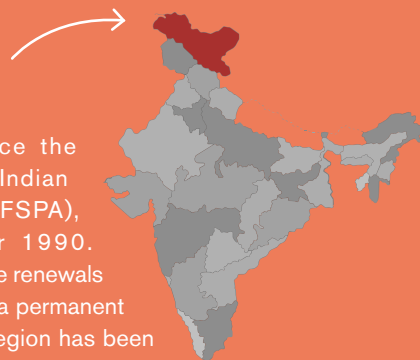 ce the
Indian
FSPA),
r 1990.
e renewals
a permanent
egion has been